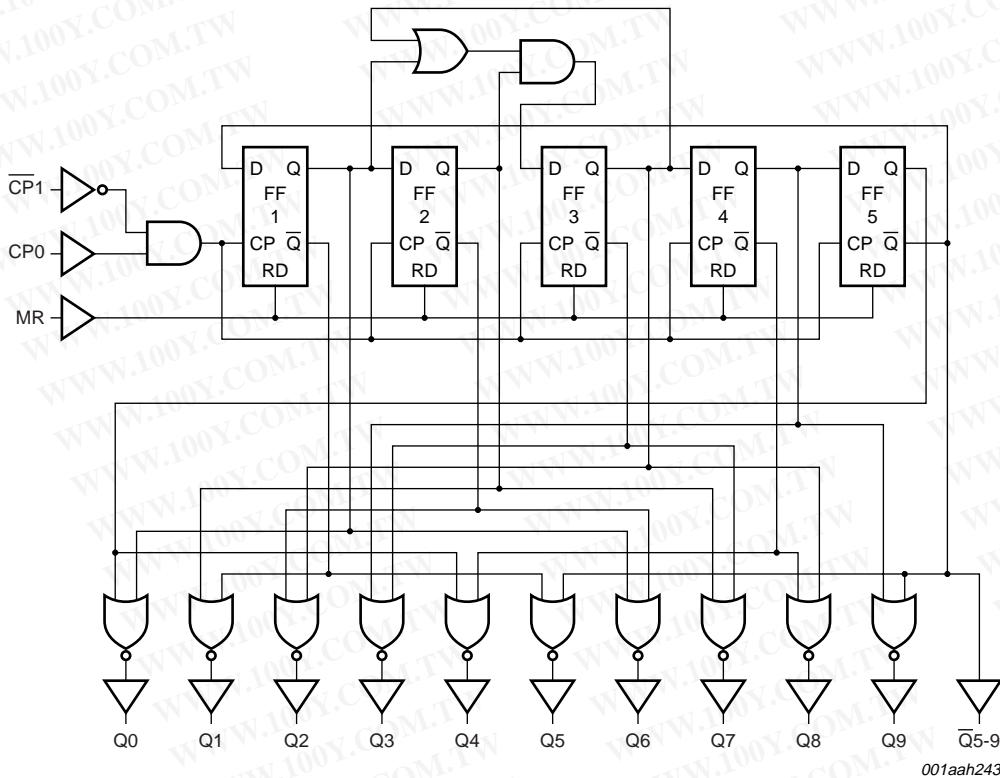 D Q
FF
1
CP Q
RD
D Q
FF
2
CP Q
RD
D Q
FF
3
CP Q
RD
D Q
FF
4
CP Q
RD
D Q
FF
5
CP Q
RD
CP1
CP0
MR
Q0 Q1 Q2 Q3 Q4 Q5 Q6 Q7 Q8 Q9 Q5-9
001aah243
WWW.100Y.COM.TW